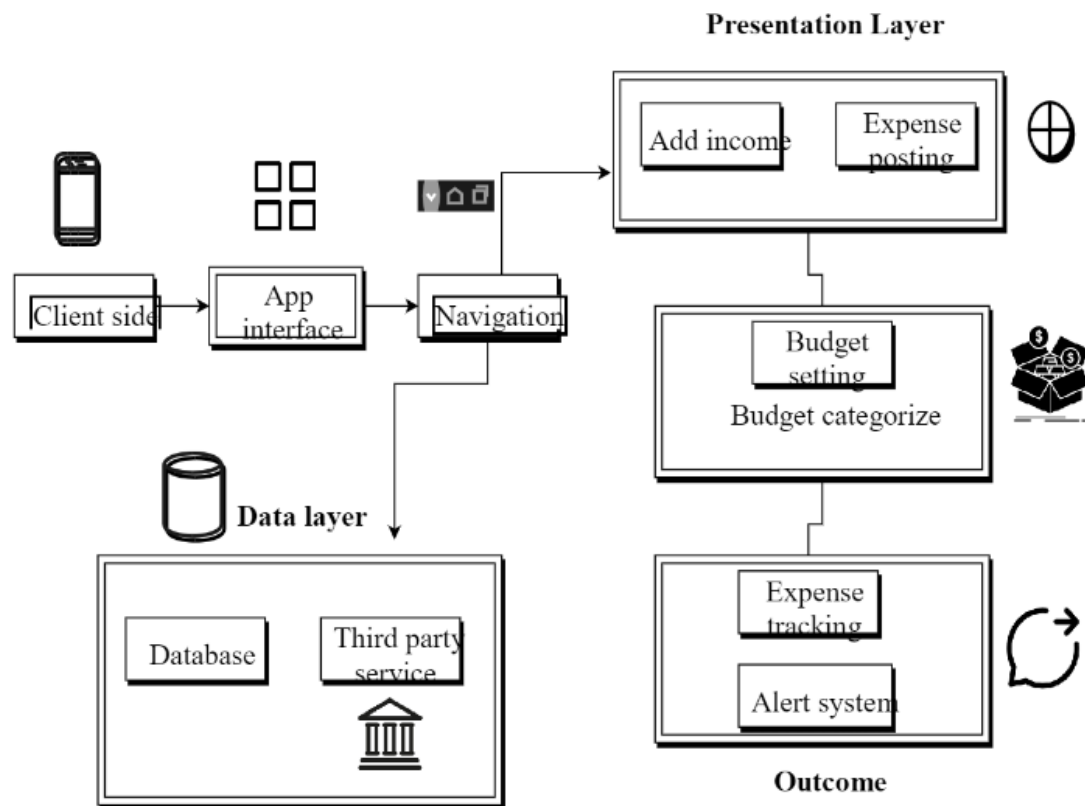 Presentation Layer
Add income
Expense
posting
Client side
App
interface
Navigation
Budget
setting
Budget categorize
Data layer
Database
Third party
service
Expense
tracking
Alert system
Outcome